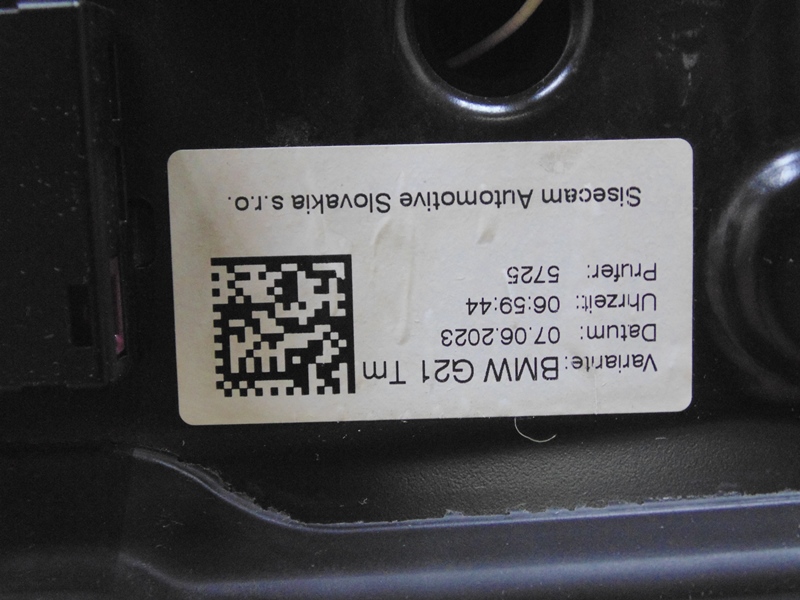 Variante: BMW G21 Tm
Datum: 07.06.2023
Uhrzeit: 06:59:44
Prufer: 5725
Sisecam Automotive Slovakia s.r.o.